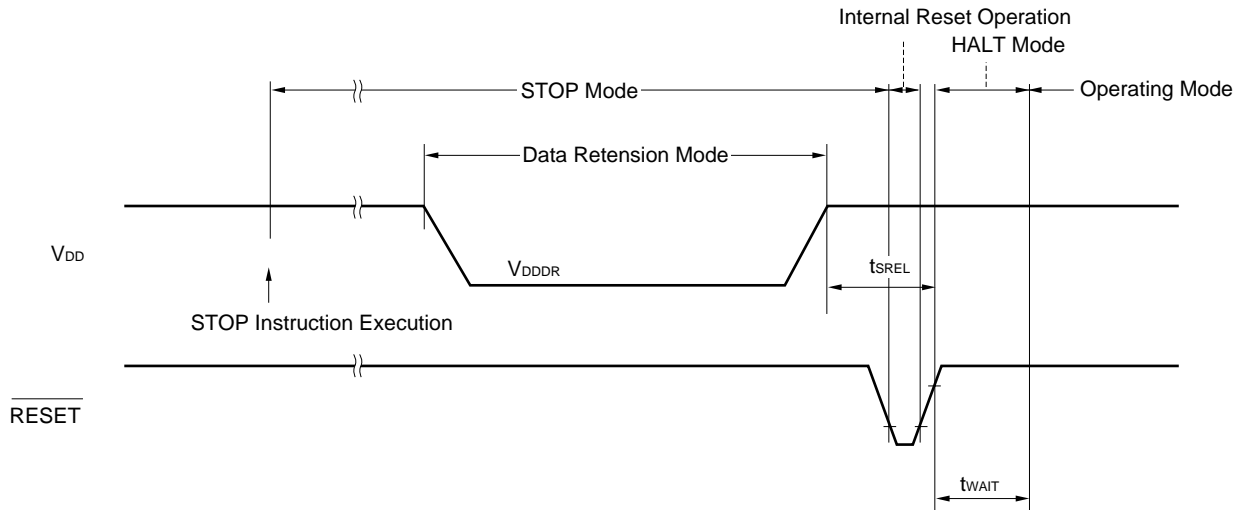 Internal Reset Operation
HALT Mode
STOP Mode
Operating Mode
Data Retension Mode
VDD
VDDDR
tSREL
STOP Instruction Execution
RESET
tWAIT